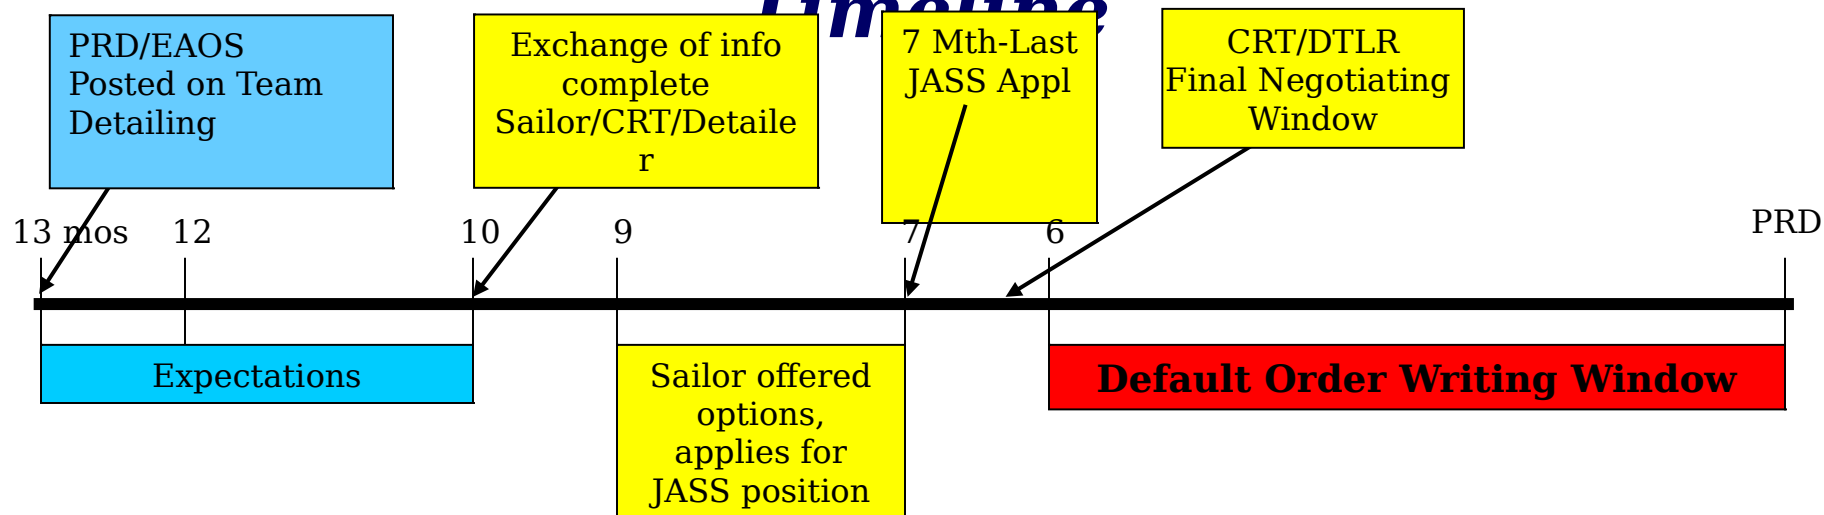 Timeline
PRD/EAOS
Posted on Team
Detailing
Exchange of info
complete
Sailor/CRT/Detaile
r
7 Mth-Last
JASS Appl
CRT/DTLR
Final Negotiating
Window
13 mos
12
10
9
7
6
PRD
Expectations
Sailor offered
options,
applies for
JASS position
Default Order Writing Window